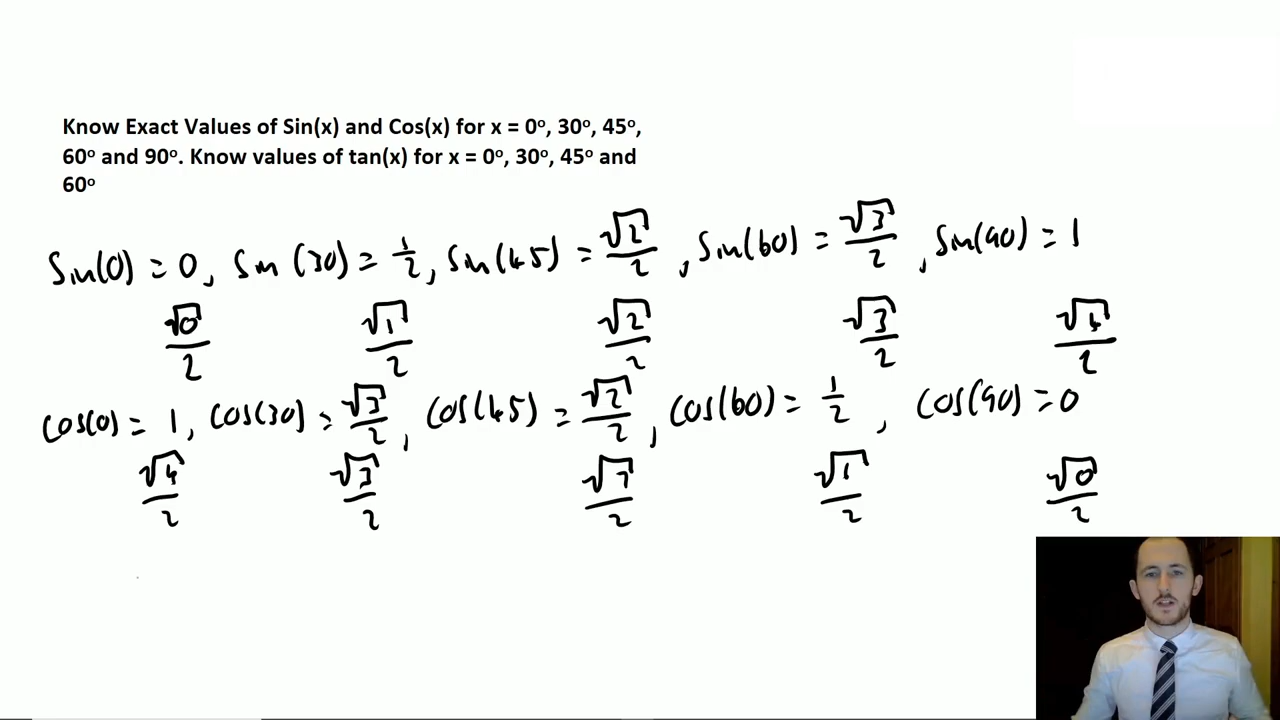 Know Exact Values of Sin(x) and Cos(x) for x = 0º, 30º, 45º,
60º and 90º. Know values of tan(x) for x = 0º, 30º, 45º and
60º
Sin(0) = 0, Sin(30) = 1/2, Sin(45) = √2/2, Sin(60) = √3/2, Sin(90) = 1
√0/2 √1/2 √2/2 √3/2 √4/2
Cos(0) = 1, Cos(30) = √3/2, Cos(45) = √2/2, Cos(60) = 1/2, Cos(90) = 0
√4/2 √3/2 √2/2 √1/2 √0/2